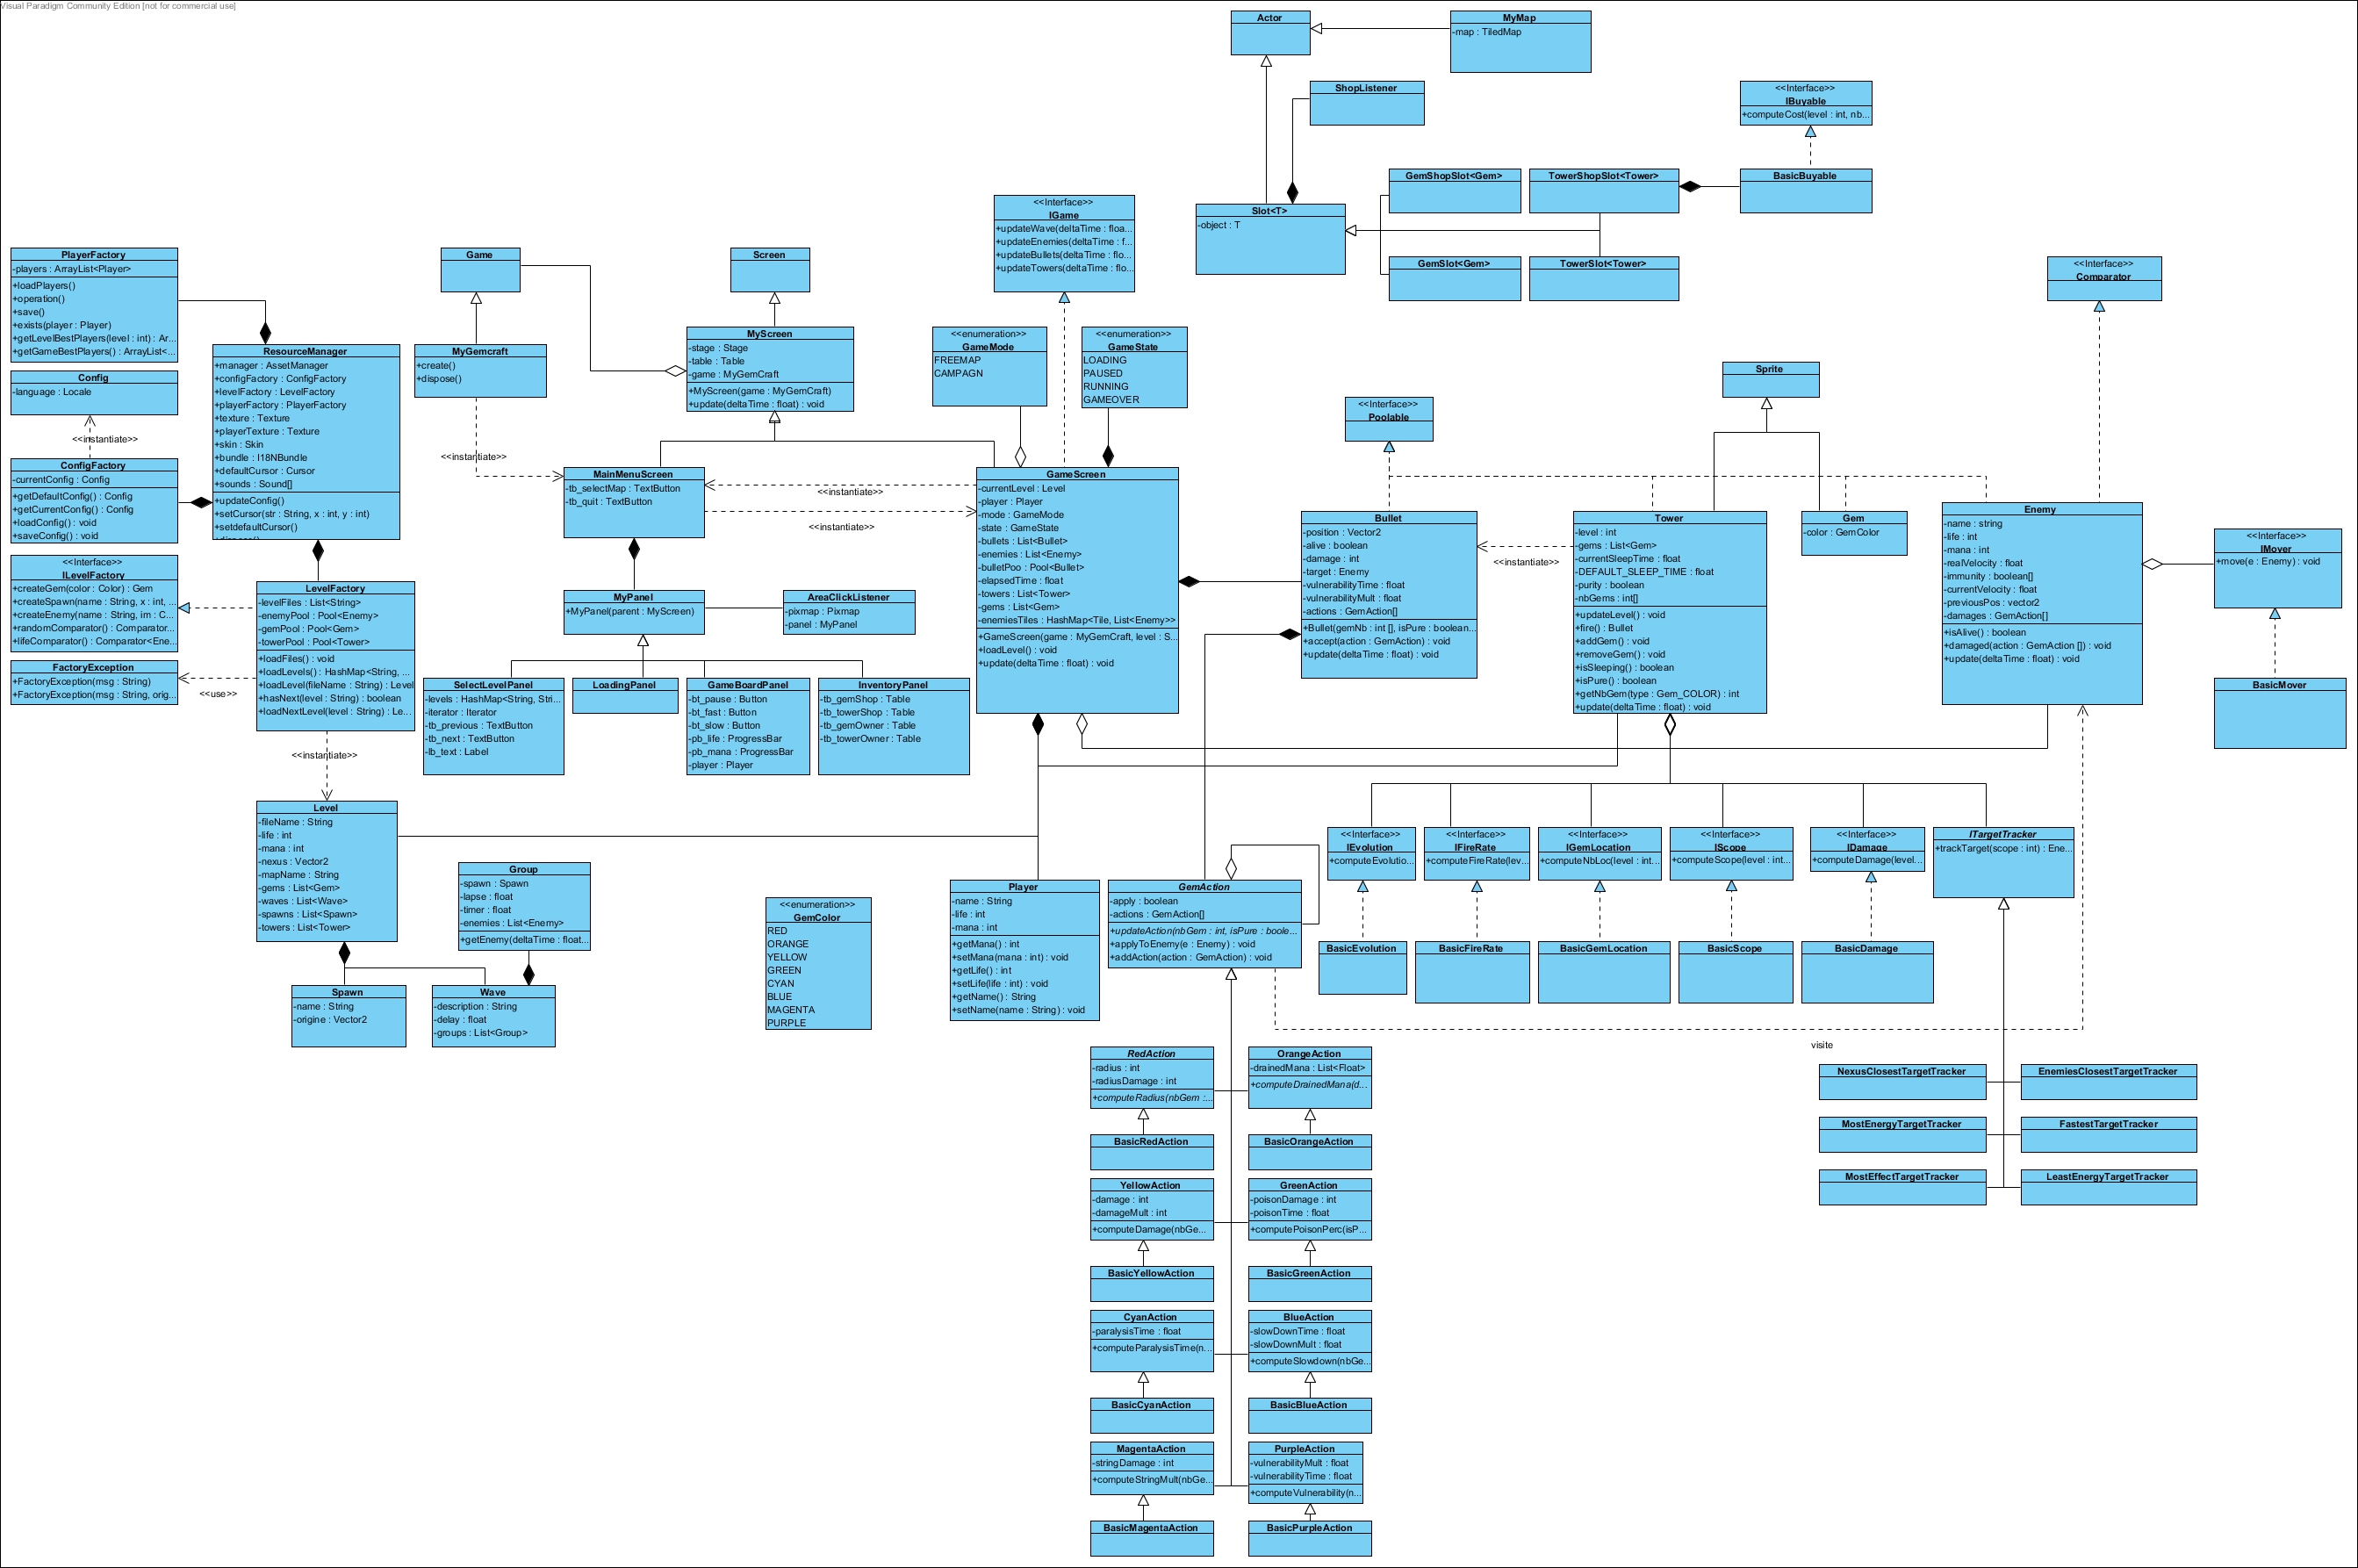 Visual Paradigm Community Edition [not for commercial use]
Actor
MyMap
-map : TiledMap
ShopListener
<<Interface>>
IBuyable
+computeCost(level : int, nb...
GemShopSlot<Gem>
TowerShopSlot<Tower>
BasicBuyable
Slot<T>
-object : T
GemSlot<Gem>
TowerSlot<Tower>
<<Interface>>
IGame
+updateWave(deltaTime : floa...
+updateEnemies(deltaTime : f...
+updateBullets(deltaTime : flo...
+updateTowers(deltaTime : flo...
<<Interface>>
Comparator
PlayerFactory
-players : ArrayList<Player>
+loadPlayers()
+operation()
+save()
+exists(player : Player)
+getLevelBestPlayers(level : int) : Ar...
+getGameBestPlayers() : ArrayList<...
Game
Screen
Config
-language : Locale
<<instantiate>>
ConfigFactory
-currentConfig : Config
+getDefaultConfig() : Config
+getCurrentConfig() : Config
+loadConfig() : void
+saveConfig() : void
ResourceManager
+manager : AssetManager
+configFactory : ConfigFactory
+levelFactory : LevelFactory
+playerFactory : PlayerFactory
+texture : Texture
+playerTexture : Texture
+skin : Skin
+bundle : I18NBundle
+defaultCursor : Cursor
+sounds : Sound[]
+updateConfig()
+setCursor(str : String, x : int, y : int)
+setdefaultCursor()
MyGemcraft
+create()
+dispose()
<<instantiate>>
MyScreen
-stage : Stage
-table : Table
-game : MyGemCraft
+MyScreen(game : MyGemCraft)
+update(deltaTime : float) : void
<<enumeration>>
GameMode
FREEMAP
CAMPAGN
<<enumeration>>
GameState
LOADING
PAUSED
RUNNING
GAMEOVER
<<Interface>>
Poolable
Sprite
MainMenuScreen
-tb_selectMap : TextButton
-tb_quit : TextButton
<<instantiate>>
<<instantiate>>
GameScreen
-currentLevel : Level
-player : Player
-mode : GameMode
-state : GameState
-bullets : List<Bullet>
-enemies : List<Enemy>
-bulletPoo : Pool<Bullet>
-elapsedTime : float
-towers : List<Tower>
-gems : List<Gem>
-enemiesTiles : HashMap<Tile, List<Enemy>>
+GameScreen(game : MyGemCraft, level : S...
+loadLevel() : void
+update(deltaTime : float) : void
Bullet
-position : Vector2
-alive : boolean
-damage : int
-target : Enemy
-vulnerabilityTime : float
-vulnerabilityMult : float
-actions : GemAction[]
+Bullet(gemNb : int [], isPure : boolean...
+accept(action : GemAction) : void
+update(deltaTime : float) : void
<<instantiate>>
Tower
-level : int
-gems : List<Gem>
-currentSleepTime : float
-DEFAULT_SLEEP_TIME : float
-purity : boolean
-nbGems : int[]
+updateLevel() : void
+fire() : Bullet
+addGem() : void
+removeGem() : void
+isSleeping() : boolean
+isPure() : boolean
+getNbGem(type : Gem_COLOR) : int
+update(deltaTime : float) : void
Gem
-color : GemColor
Enemy
-name : string
-life : int
-mana : int
-realVelocity : float
-immunity : boolean[]
-currentVelocity : float
-previousPos : vector2
-damages : GemAction[]
+isAlive() : boolean
+damaged(action : GemAction []) : void
+update(deltaTime : float) : void
<<Interface>>
IMover
+move(e : Enemy) : void
BasicMover
<<Interface>>
ILevelFactory
+createGem(color : Color) : Gem
+createSpawn(name : String, x : int, ...
+createEnemy(name : String, im : C...
+randomComparator() : Comparator...
+lifeComparator() : Comparator<Ene...
FactoryException
+FactoryException(msg : String)
+FactoryException(msg : String, orig...
<<use>>
LevelFactory
-levelFiles : List<String>
-enemyPool : Pool<Enemy>
-gemPool : Pool<Gem>
-towerPool : Pool<Tower>
+loadFiles() : void
+loadLevels() : HashMap<String, ...
+loadLevel(fileName : String) : Level
+hasNext(level : String) : boolean
+loadNextLevel(level : String) : Le...
<<instantiate>>
MyPanel
+MyPanel(parent : MyScreen)
AreaClickListener
-pixmap : Pixmap
-panel : MyPanel
SelectLevelPanel
-levels : HashMap<String, Stri...
-iterator : Iterator
-tb_previous : TextButton
-tb_next : TextButton
-lb_text : Label
LoadingPanel
GameBoardPanel
-bt_pause : Button
-bt_fast : Button
-bt_slow : Button
-pb_life : ProgressBar
-pb_mana : ProgressBar
-player : Player
InventoryPanel
-tb_gemShop : Table
-tb_towerShop : Table
-tb_gemOwner : Table
-tb_towerOwner : Table
Level
-fileName : String
-life : int
-mana : int
-nexus : Vector2
-mapName : String
-gems : List<Gem>
-waves : List<Wave>
-spawns : List<Spawn>
-towers : List<Tower>
Group
-spawn : Spawn
-lapse : float
-timer : float
-enemies : List<Enemy>
+getEnemy(deltaTime : float...
Spawn
-name : String
-origine : Vector2
Wave
-description : String
-delay : float
-groups : List<Group>
<<enumeration>>
GemColor
RED
ORANGE
YELLOW
GREEN
CYAN
BLUE
MAGENTA
PURPLE
Player
-name : String
-life : int
-mana : int
+getMana() : int
+setMana(mana : int) : void
+getLife() : int
+setLife(life : int) : void
+getName() : String
+setName(name : String) : void
GemAction
-apply : boolean
-actions : GemAction[]
+updateAction(nbGem : int, isPure : boole...
+applyToEnemy(e : Enemy) : void
+addAction(action : GemAction) : void
<<Interface>>
IEvolution
+computeEvolutio...
<<Interface>>
IFireRate
+computeFireRate(lev...
<<Interface>>
IGemLocation
+computeNbLoc(level : int...
<<Interface>>
IScope
+computeScope(level : int...
<<Interface>>
IDamage
+computeDamage(level...
ITargetTracker
+trackTarget(scope : int) : Ene...
BasicEvolution
BasicFireRate
BasicGemLocation
BasicScope
BasicDamage
visite
RedAction
-radius : int
-radiusDamage : int
+computeRadius(nbGem :...
OrangeAction
-drainedMana : List<Float>
+computeDrainedMana(d...
BasicRedAction
BasicOrangeAction
YellowAction
-damage : int
-damageMult : int
+computeDamage(nbGe...
GreenAction
-poisonDamage : int
-poisonTime : float
+computePoisonPerc(isP...
BasicYellowAction
BasicGreenAction
CyanAction
-paralysisTime : float
+computeParalysisTime(n...
BlueAction
-slowDownTime : float
-slowDownMult : float
+computeSlowdown(nbGe...
BasicCyanAction
BasicBlueAction
MagentaAction
-stringDamage : int
+computeStringMult(nbGe...
PurpleAction
-vulnerabilityMult : float
-vulnerabilityTime : float
+computeVulnerability(n...
BasicMagentaAction
BasicPurpleAction
NexusClosestTargetTracker
EnemiesClosestTargetTracker
MostEnergyTargetTracker
FastestTargetTracker
MostEffectTargetTracker
LeastEnergyTargetTracker